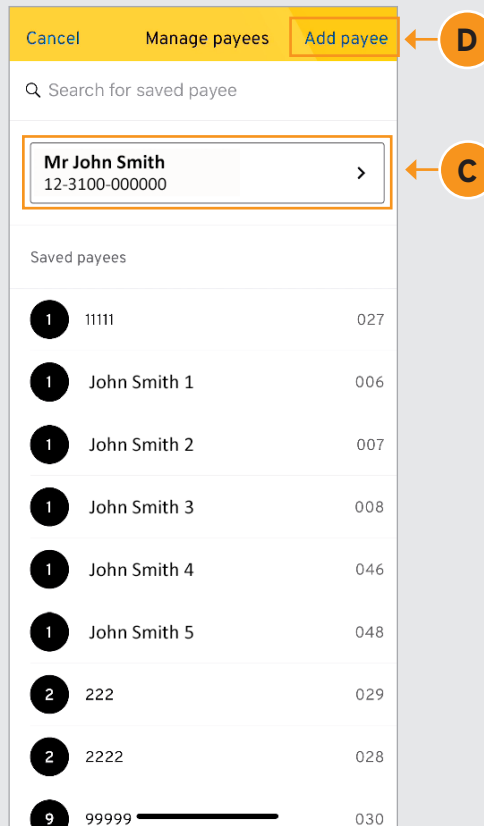 Cancel Manage payees Add payee D
Search for saved payee
Mr John Smith
12-3100-000000 > C
Saved payees
1 11111 027
1 John Smith 1 006
1 John Smith 2 007
1 John Smith 3 008
1 John Smith 4 046
1 John Smith 5 048
2 222 029
2 2222 028
9 99999 030